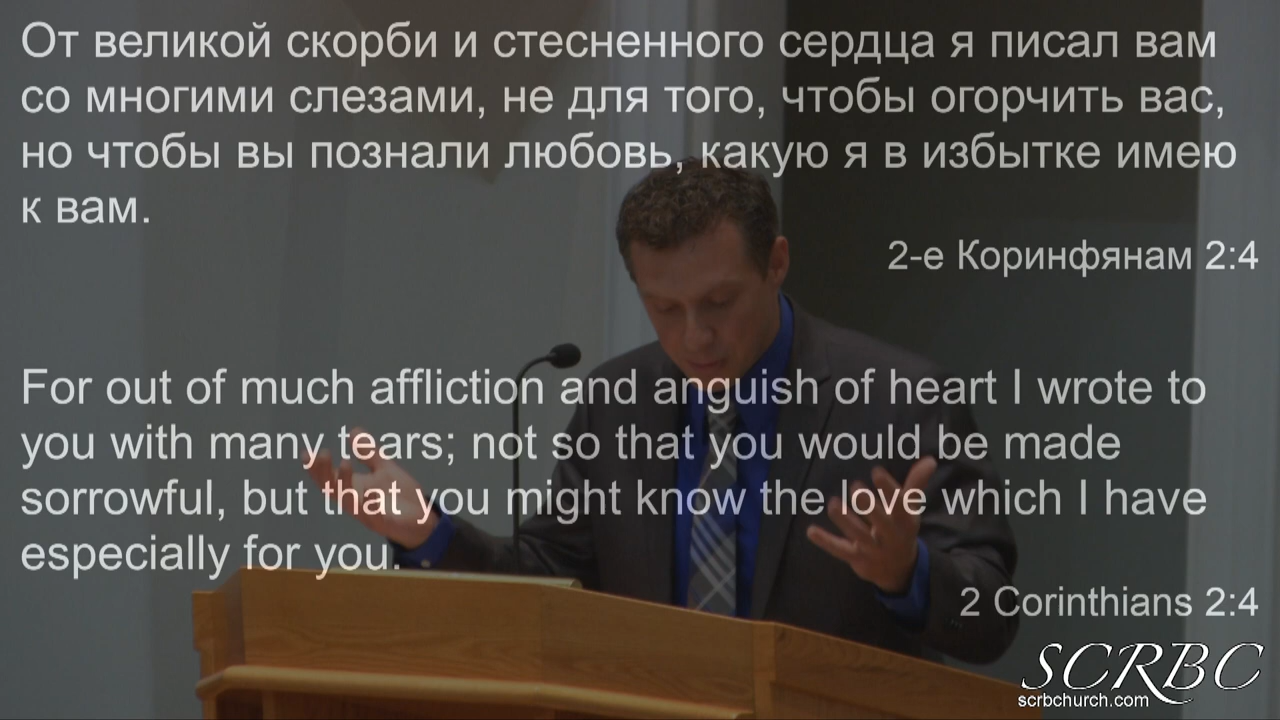 От великой скорби и стесненного сердца я писал вам
со многими слезами, не для того, чтобы огорчить вас,
но чтобы вы познали любовь, какую я в избытке имею
к вам.
2-е Коринфянам 2:4
For out of much affliction and anguish of heart I wrote to
you with many tears; not so that you would be made
sorrowful, but that you might know the love which I have
especially for you.
2 Corinthians 2:4
SCRBC
scrbchurch.com